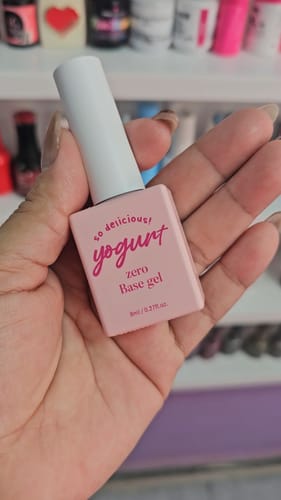 so delicious!
yogurt
zero
Base gel
8ml / 0.27fl.oz.